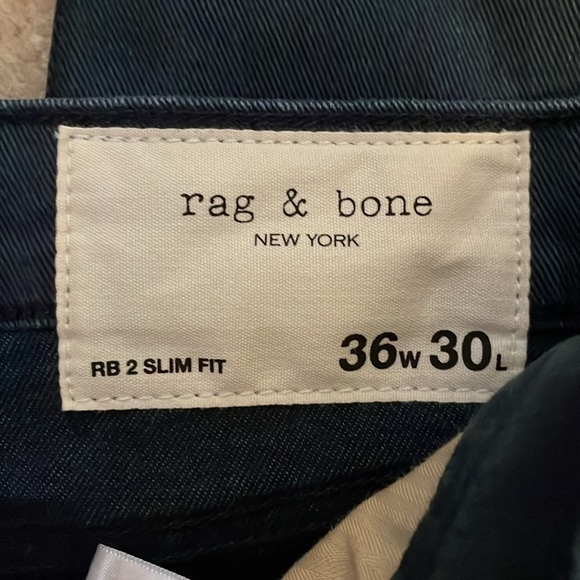 rag & bone
NEW YORK
RB 2 SLIM FIT 36W 30L